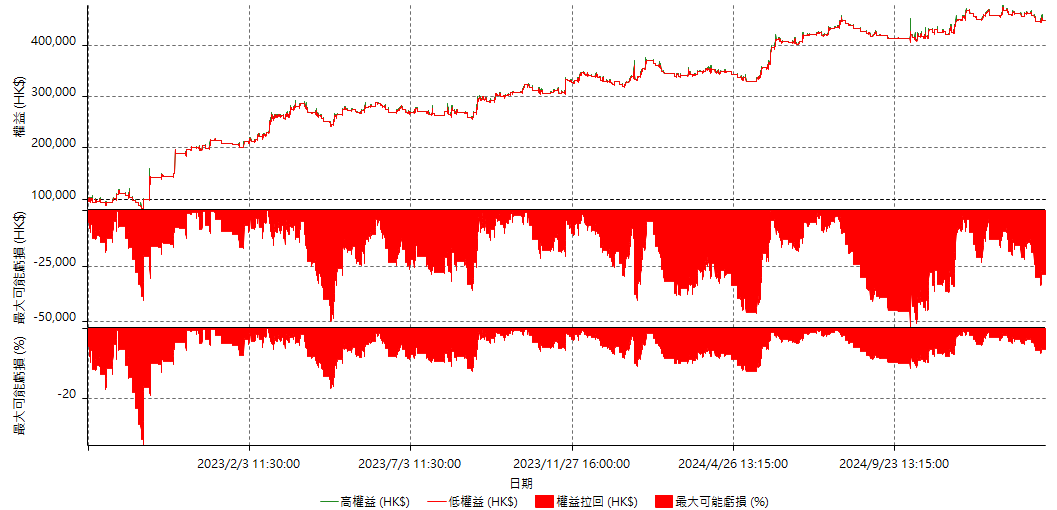 權益 (HK$)
400,000
300,000
200,000
100,000
最大可能虧損 (HK$)
-25,000
-50,000
最大可能虧損 (%)
-20
2023/2/3 11:30:00
2023/7/3 11:30:00
2023/11/27 16:00:00
2024/4/26 13:15:00
2024/9/23 13:15:00
日期
高權益 (HK$) 低權益 (HK$) 權益拉回 (HK$) 最大可能虧損 (%)